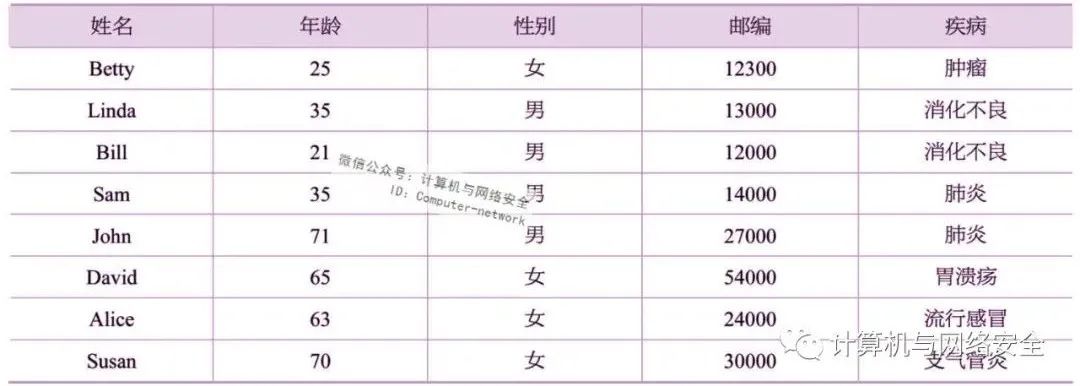 姓名 年龄 性别 邮编 疾病
Betty 25 女 12300 肿瘤
Linda 35 男 13000 消化不良
Bill 21 男 12000 消化不良
Sam 35 男 14000 肺炎
John 71 男 27000 肺炎
David 65 女 54000 胃溃疡
Alice 63 女 24000 流行感冒
Susan 70 女 30000 支气管炎
微信公众号：计算机与网络安全
ID：Computer-network
计算机与网络安全